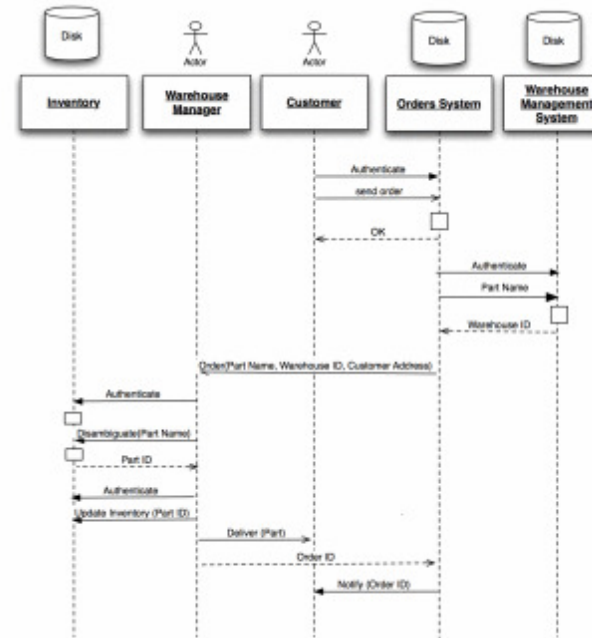 Disk
Actor
Actor
Disk
Disk
Inventory
Warehouse
Manager
Customer
Orders System
Warehouse
Management
System
Authenticate
send order
OK
Authenticate
Part Name
Warehouse ID
Order(Part Name, Warehouse ID, Customer Address)
Authenticate
Disambiguate(Part Name)
Part ID
Authenticate
Update Inventory (Part ID)
Deliver (Part)
Order ID
Notify (Order ID)